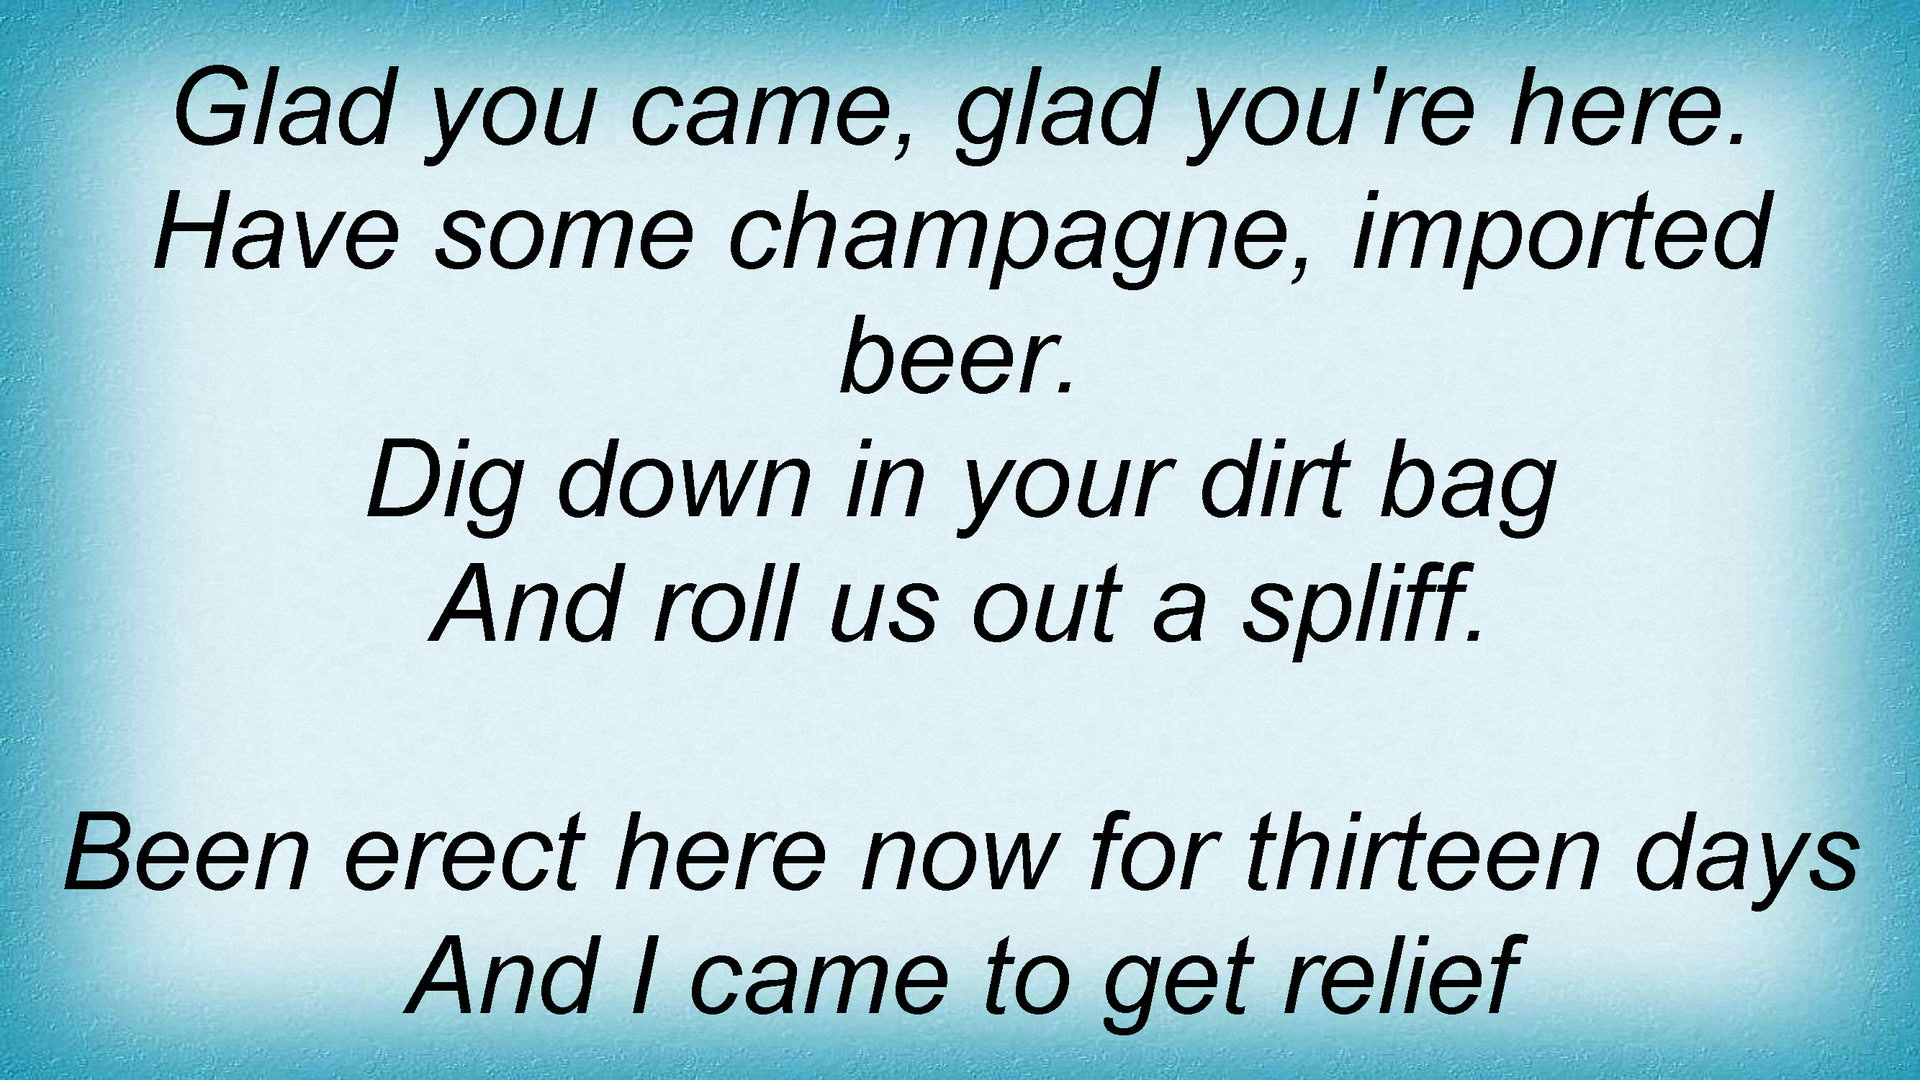 Glad you came, glad you're here.
Have some champagne, imported
beer.
Dig down in your dirt bag
And roll us out a spliff.

Been erect here now for thirteen days
And I came to get relief